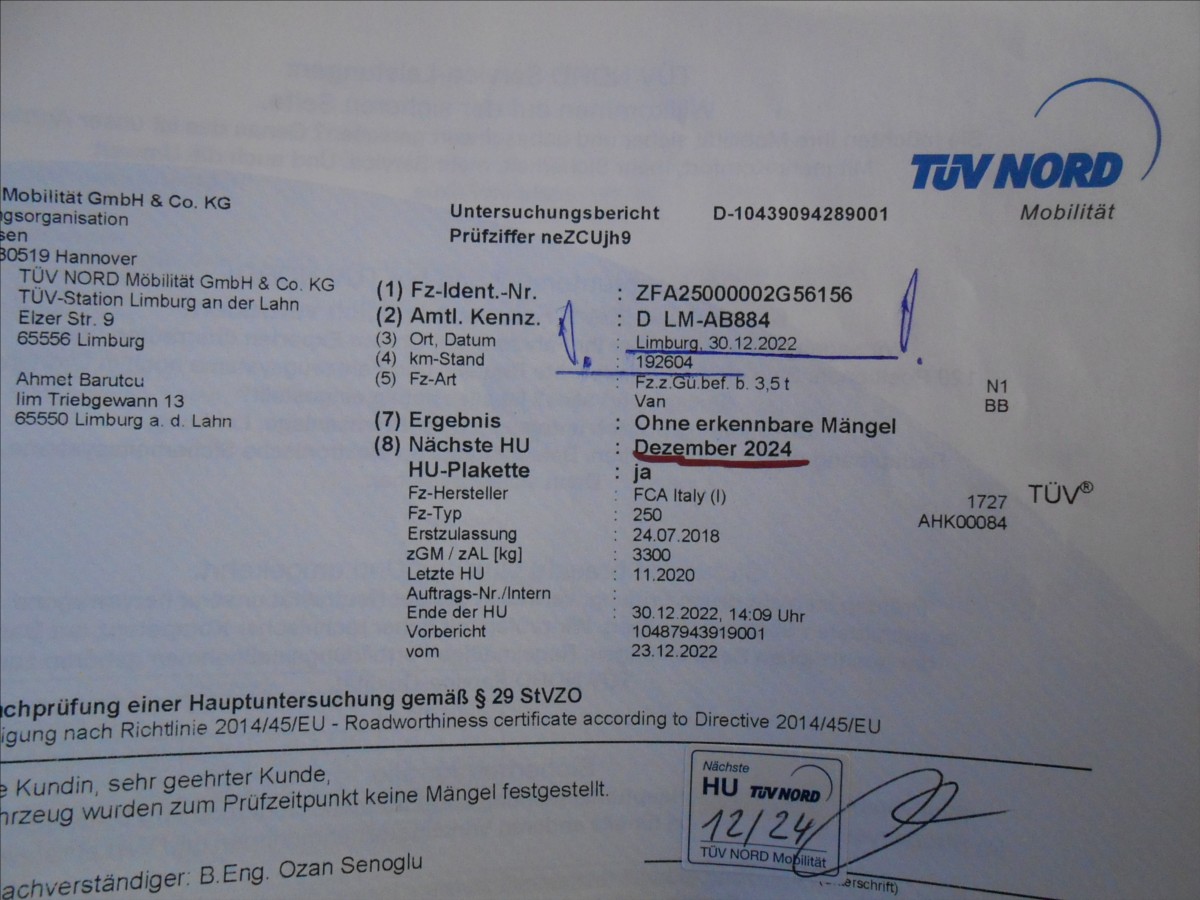 TÜV NORD
Mobilität
Mobilität GmbH & Co. KG
gsorganisation
sen
30519 Hannover
TÜV NORD Möbilität GmbH & Co. KG
TÜV-Station Limburg an der Lahn
Elzer Str. 9
65556 Limburg
Ahmet Barutcu
Iim Triebgewann 13
65550 Limburg a. d. Lahn
Untersuchungsbericht D-10439094289001
Prüfziffer neZCUjh9
(1) Fz-Ident.-Nr. : ZFA25000002G56156
(2) Amtl. Kennz. : D LM-AB884
(3) Ort, Datum : Limburg, 30.12.2022
(4) km-Stand : 192604
(5) Fz-Art : Fz.z.Gü.bef. b. 3,5 t N1
Van BB
(7) Ergebnis : Ohne erkennbare Mängel
(8) Nächste HU : Dezember 2024
HU-Plakette : ja
Fz-Hersteller : FCA Italy (I) 1727
Fz-Typ : 250 AHK00084
TÜV®
Erstzulassung : 24.07.2018
zGM / zAL [kg] : 3300
Letzte HU : 11.2020
Auftrags-Nr./Intern :
Ende der HU : 30.12.2022, 14:09 Uhr
Vorbericht : 10487943919001
vom : 23.12.2022
chprüfung einer Hauptuntersuchung gemäß § 29 StVZO
igung nach Richtlinie 2014/45/EU - Roadworthiness certificate according to Directive 2014/45/EU
e Kundin, sehr geehrter Kunde,
hrzeug wurden zum Prüfzeitpunkt keine Mängel festgestellt.
Nächste
HU TÜV NORD
12/24
TÜV NORD Mobilität
achverständiger: B.Eng. Ozan Senoglu
erschrift)